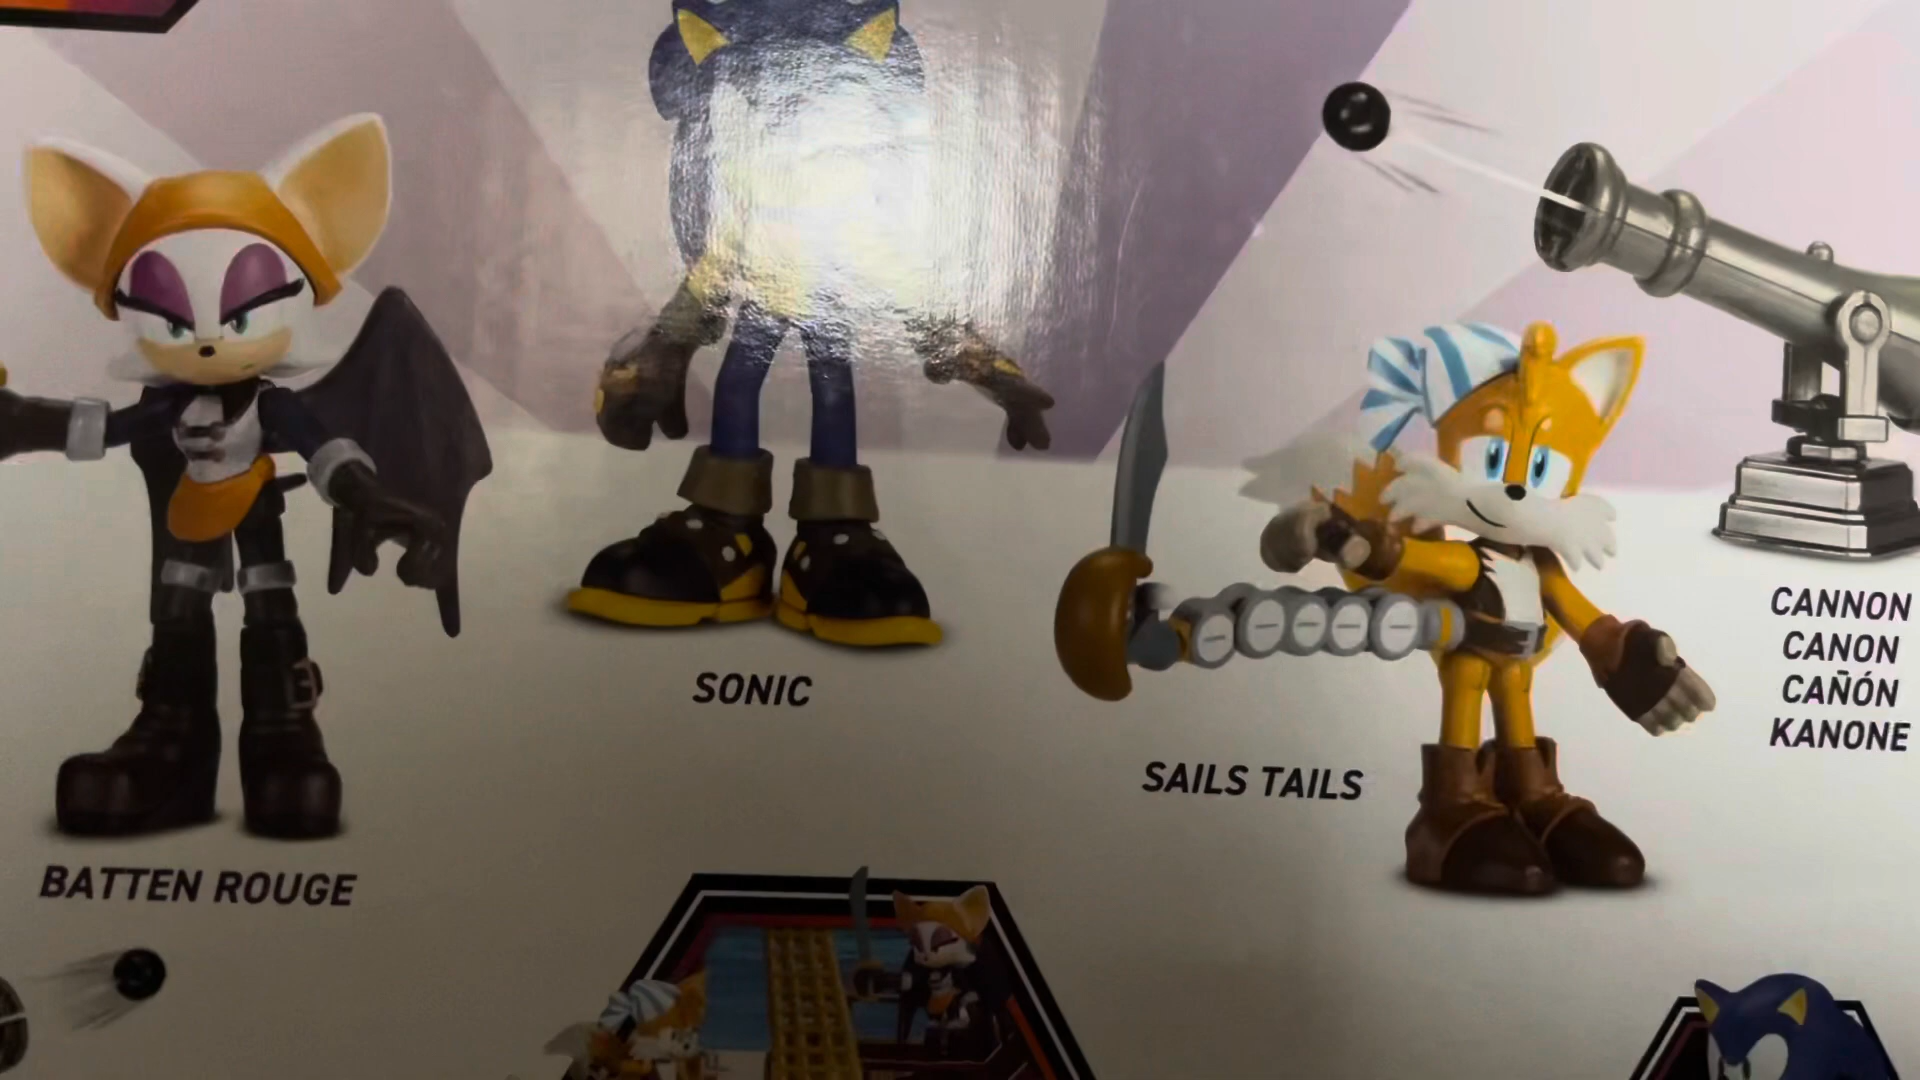 SONIC
SAILS TAILS
BATTEN ROUGE
CANNON
CANON
CAÑÓN
KANONE